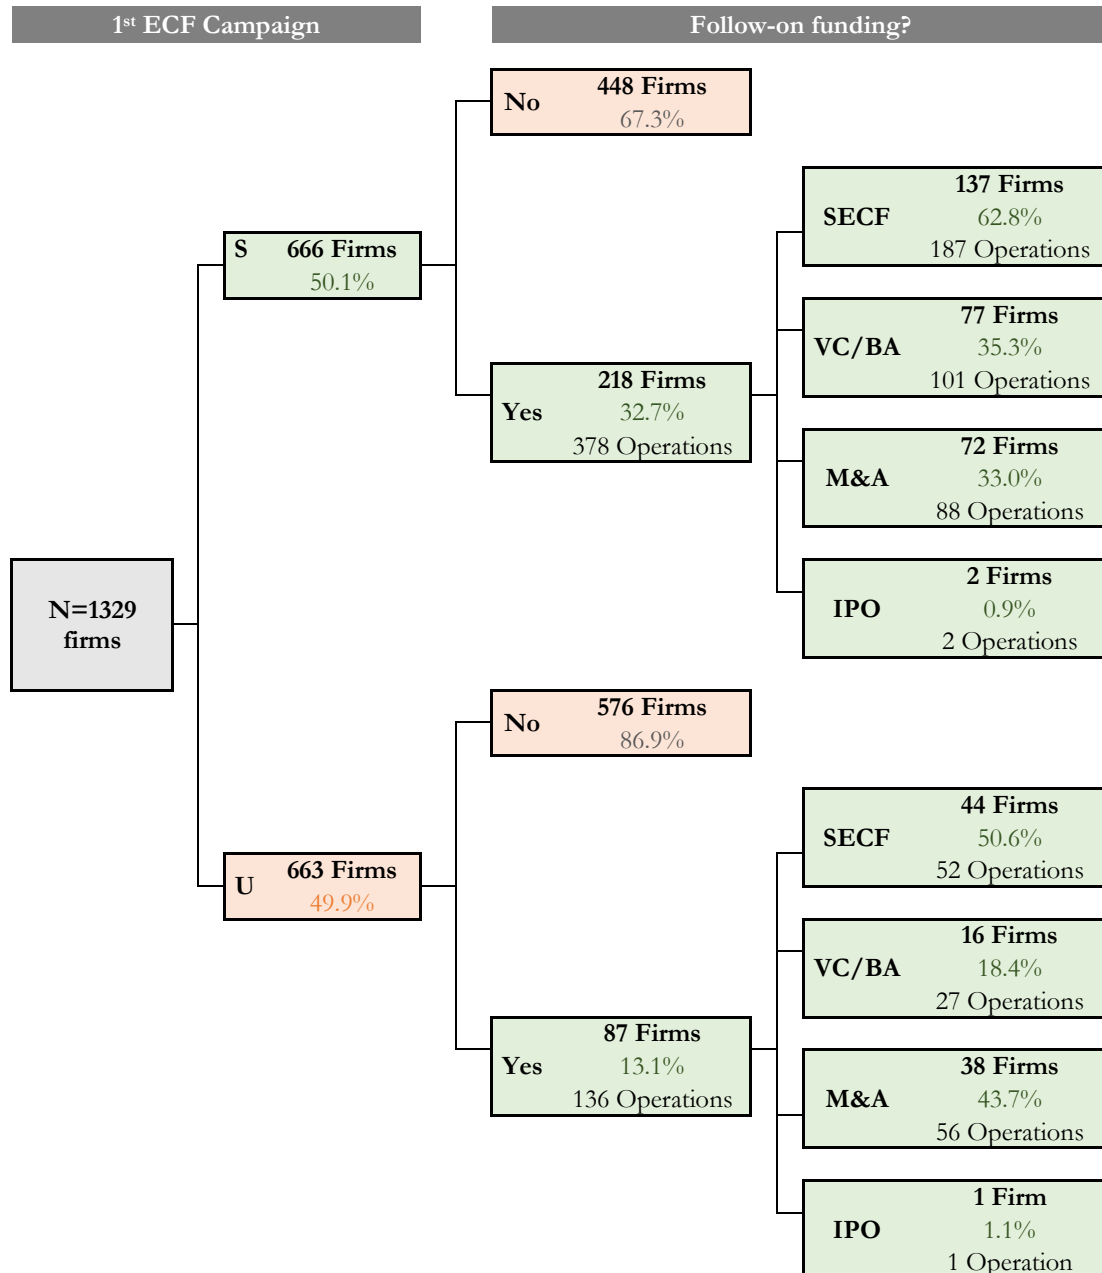 1st ECF Campaign
Follow-on funding?
No
448 Firms
67.3%
SECF
137 Firms
62.8%
187 Operations
S
666 Firms
50.1%
VC/BA
77 Firms
35.3%
101 Operations
Yes
218 Firms
32.7%
378 Operations
M&A
72 Firms
33.0%
88 Operations
N=1329
firms
IPO
2 Firms
0.9%
2 Operations
No
576 Firms
86.9%
SECF
44 Firms
50.6%
52 Operations
U
663 Firms
49.9%
VC/BA
16 Firms
18.4%
27 Operations
Yes
87 Firms
13.1%
136 Operations
M&A
38 Firms
43.7%
56 Operations
IPO
1 Firm
1.1%
1 Operation